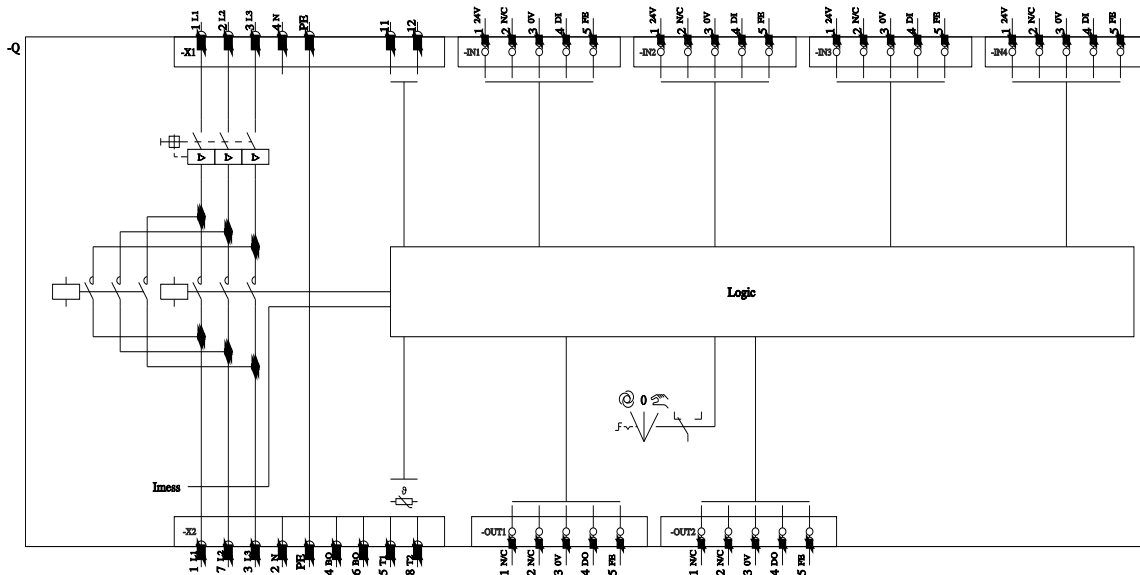 1 L1
2 L2
3 L3
4 N
PE
11
12
1 24V
2 N/C
3 0V
4 DI
5 FE
1 24V
2 N/C
3 0V
4 DI
5 FE
1 24V
2 N/C
3 0V
4 DI
5 FE
1 24V
2 N/C
3 0V
4 DI
5 FE
-Q
-X1
-IN1
-IN2
-IN3
-IN4
I> I> I>
Logic
0
Imess
ϑ
-X2
-OUT1
-OUT2
1 L1
7 L2
3 L3
2 N
PE
4 BO
6 BO
5 T1
8 T2
1 N/C
2 N/C
3 0V
4 DO
5 FE
1 N/C
2 N/C
3 0V
4 DO
5 FE